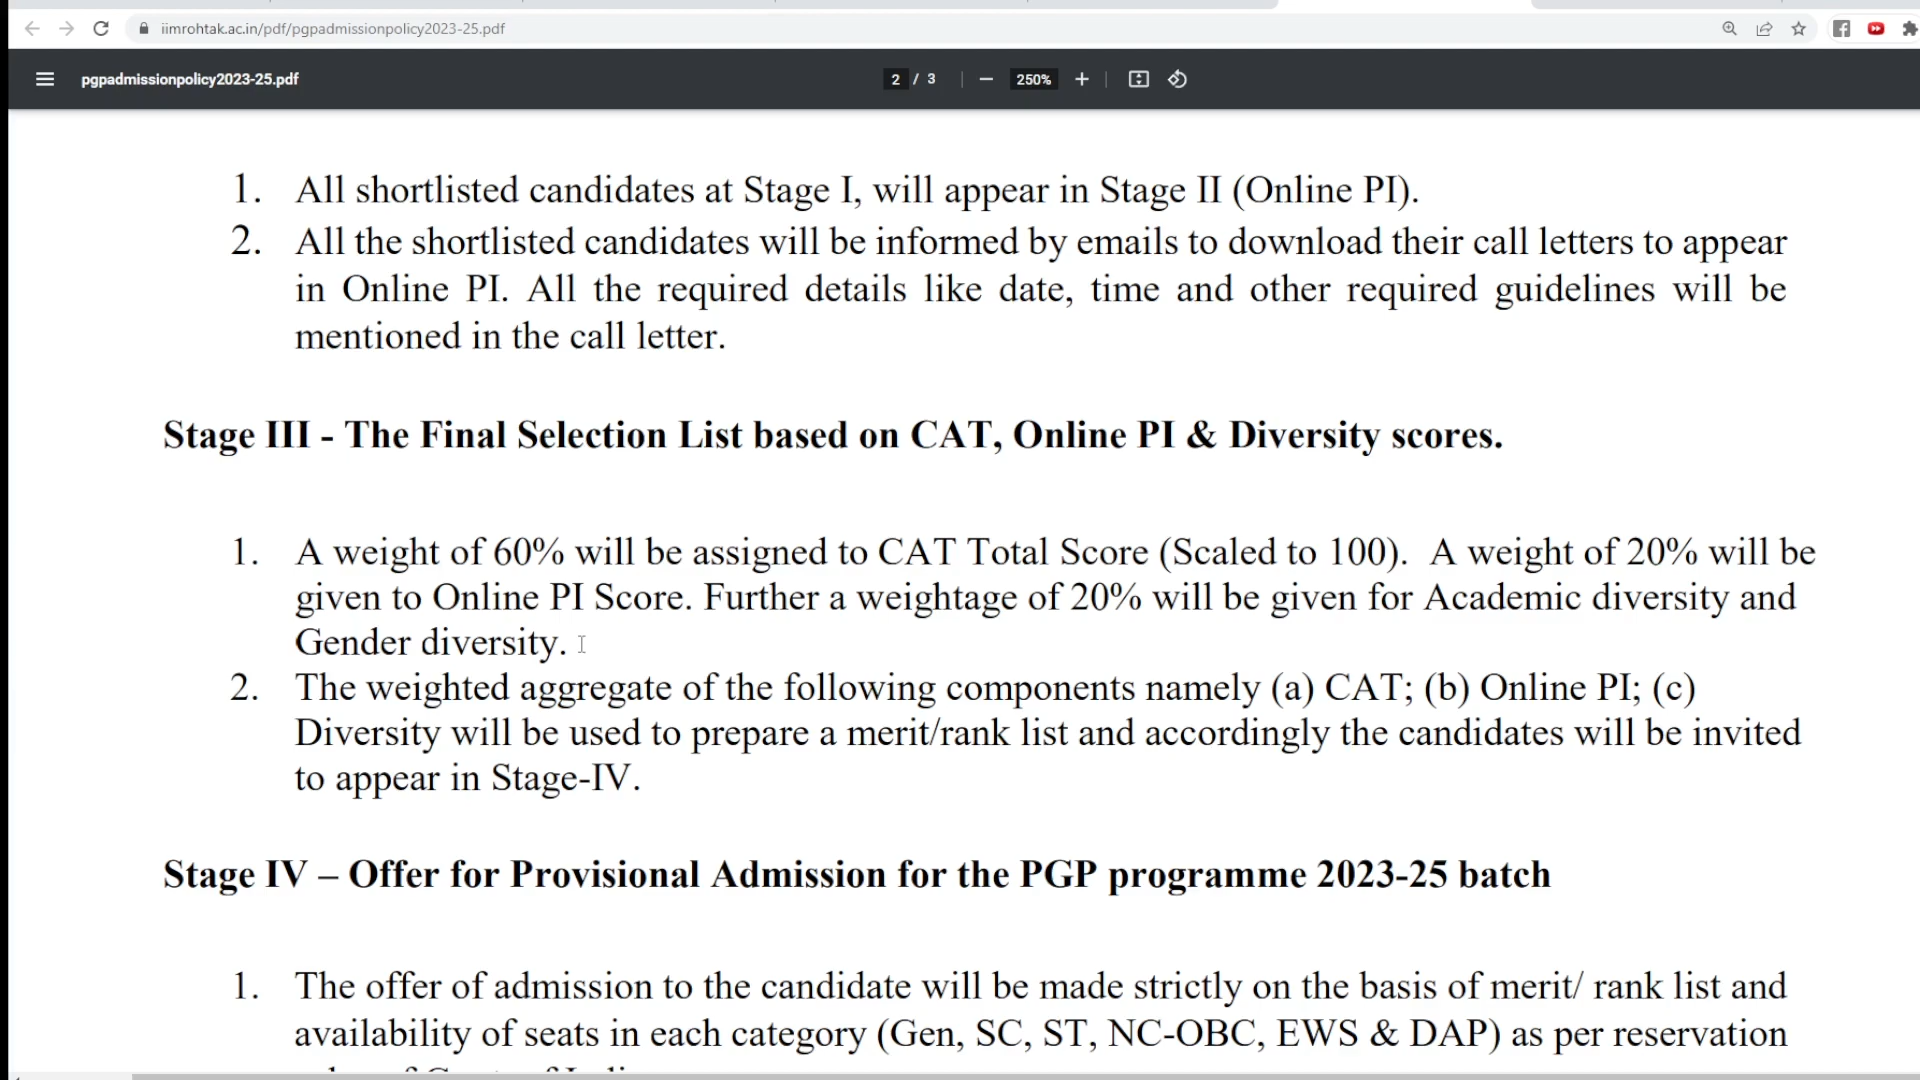 iimrohtak.ac.in/pdf/pgpadmissionpolicy2023-25.pdf
pgpadmissionpolicy2023-25.pdf
2 / 3
250%
1. All shortlisted candidates at Stage I, will appear in Stage II (Online PI).
2. All the shortlisted candidates will be informed by emails to download their call letters to appear
in Online PI. All the required details like date, time and other required guidelines will be
mentioned in the call letter.
Stage III - The Final Selection List based on CAT, Online PI & Diversity scores.
1. A weight of 60% will be assigned to CAT Total Score (Scaled to 100). A weight of 20% will be
given to Online PI Score. Further a weightage of 20% will be given for Academic diversity and
Gender diversity.
2. The weighted aggregate of the following components namely (a) CAT; (b) Online PI; (c)
Diversity will be used to prepare a merit/rank list and accordingly the candidates will be invited
to appear in Stage-IV.
Stage IV – Offer for Provisional Admission for the PGP programme 2023-25 batch
1. The offer of admission to the candidate will be made strictly on the basis of merit/ rank list and
availability of seats in each category (Gen, SC, ST, NC-OBC, EWS & DAP) as per reservation